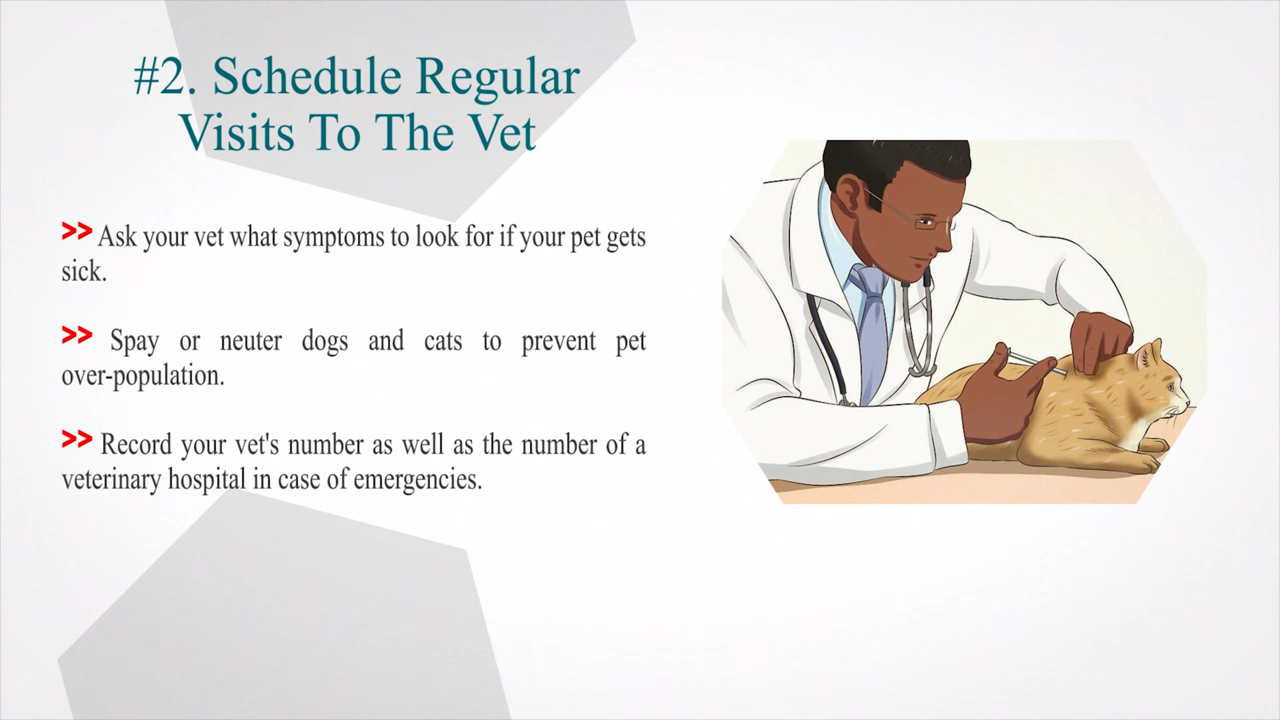 #2. Schedule Regular
Visits To The Vet
>> Ask your vet what symptoms to look for if your pet gets
sick.
>> Spay or neuter dogs and cats to prevent pet
over-population.
>> Record your vet's number as well as the number of a
veterinary hospital in case of emergencies.